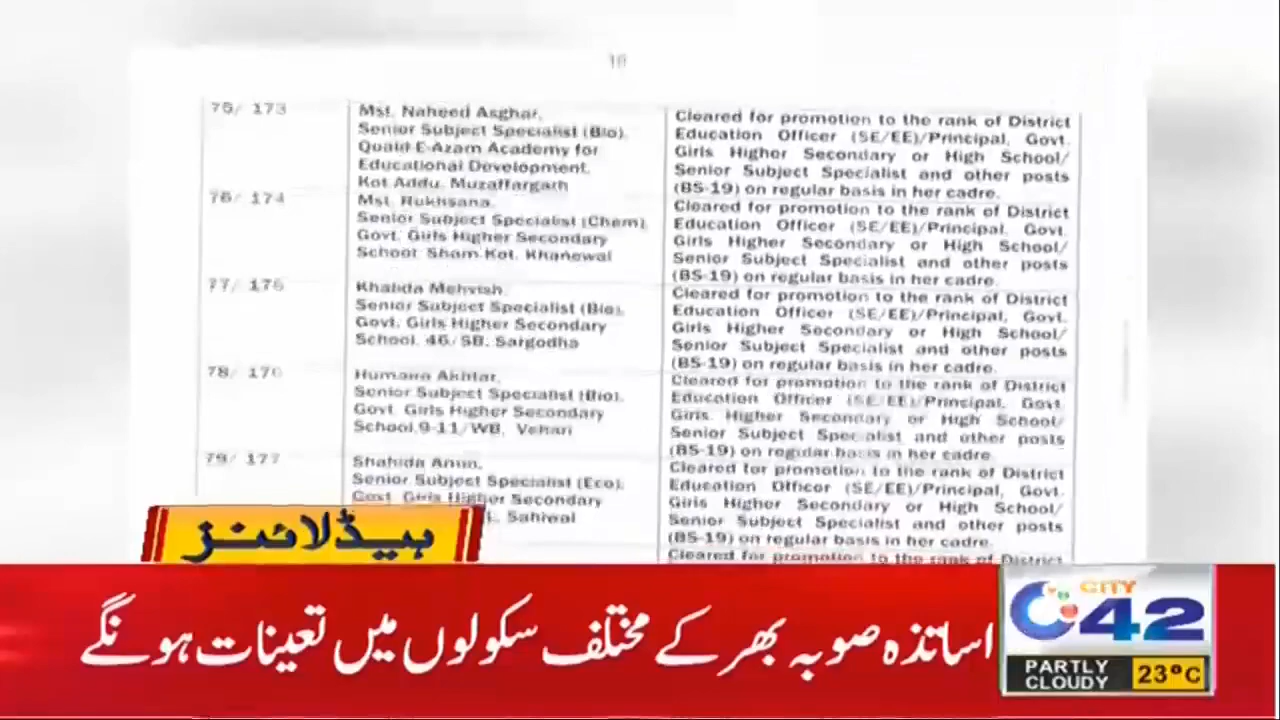 75/ 173
Mst. Naheed Asghar,
Senior Subject Specialist (Bio),
Quaid-E-Azam Academy for
Educational Development,
Kot Addu, Muzaffargarh
Cleared for promotion to the rank of District
Education Officer (SE/EE)/Principal, Govt.
Girls Higher Secondary or High School/
Senior Subject Specialist and other posts
(BS-19) on regular basis in her cadre.
76/ 174
Mst. Rukhsana,
Senior Subject Specialist (Chem),
Govt. Girls Higher Secondary
School Sham Kot, Khanewal
Cleared for promotion to the rank of District
Education Officer (SE/EE)/Principal, Govt.
Girls Higher Secondary or High School/
Senior Subject Specialist and other posts
(BS-19) on regular basis in her cadre.
77/ 175
Khalida Mehvish,
Senior Subject Specialist (Bio),
Govt. Girls Higher Secondary
School, 46/SB, Sargodha
Cleared for promotion to the rank of District
Education Officer (SE/EE)/Principal, Govt.
Girls Higher Secondary or High School/
Senior Subject Specialist and other posts
(BS-19) on regular basis in her cadre.
78/ 176
Humaira Akhtar,
Senior Subject Specialist (Bio),
Govt. Girls Higher Secondary
School,9-11/WB, Vehari
Cleared for promotion to the rank of District
Education Officer (SE/EE)/Principal, Govt.
Girls Higher Secondary or High School/
Senior Subject Specialist and other posts
(BS-19) on regular basis in her cadre.
79/ 177
Shahida
Senior Subject Specialist (Eco),
Govt. Girls Higher Secondary
Sahiwal
Cleared for promotion to the rank of District
Education Officer (SE/EE)/Principal, Govt.
Girls Higher Secondary or High School/
Senior Subject Specialist and other posts
(BS-19) on regular basis in her cadre.
Cleared for promotion to the rank of District
ہیڈلائنز
اساتذہ صوبہ بھر کے مختلف سکولوں میں تعینات ہونگے
CITY
42
PARTLY CLOUDY 23°C